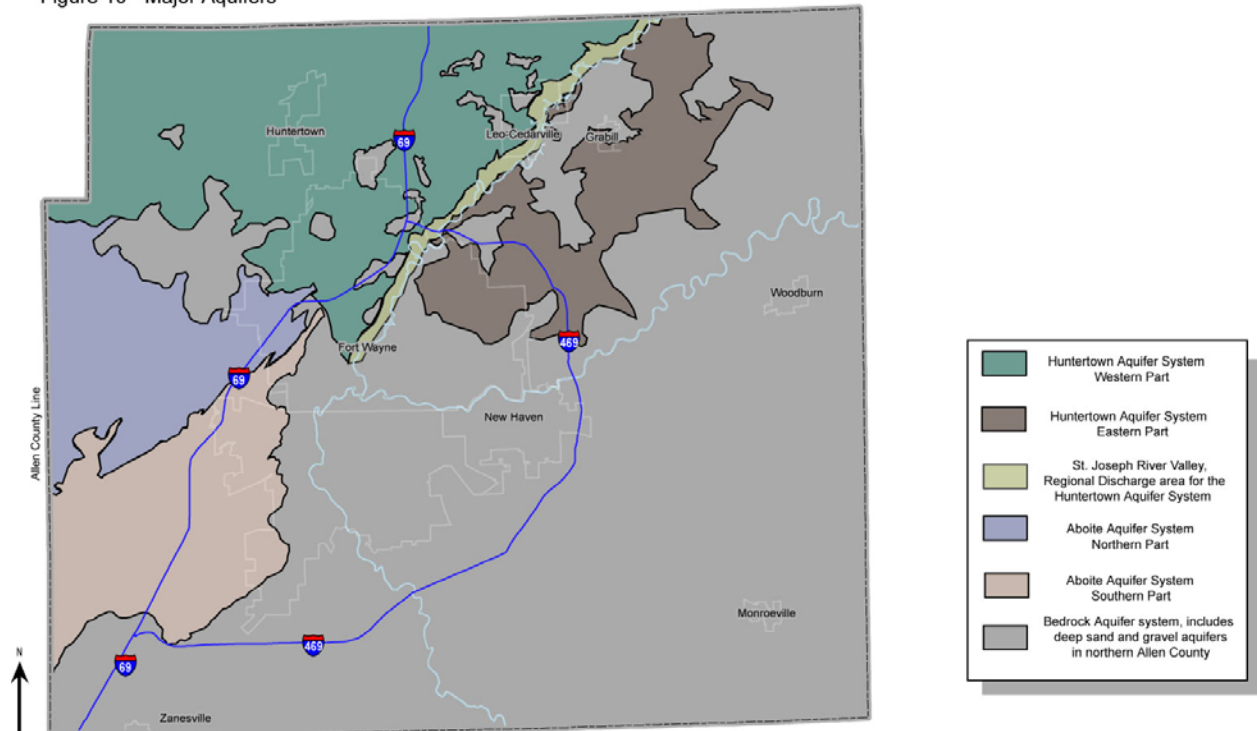 Figure 10 - Major Aquifers
Huntertown
69
Leo-Cedarville
Grabill
Woodburn
Fort Wayne
469
69
New Haven
Allen County Line
Monroeville
469
69
Zanesville
N
Huntertown Aquifer System
Western Part
Huntertown Aquifer System
Eastern Part
St. Joseph River Valley,
Regional Discharge area for the
Huntertown Aquifer System
Aboite Aquifer System
Northern Part
Aboite Aquifer System
Southern Part
Bedrock Aquifer system, includes
deep sand and gravel aquifers
in northern Allen County